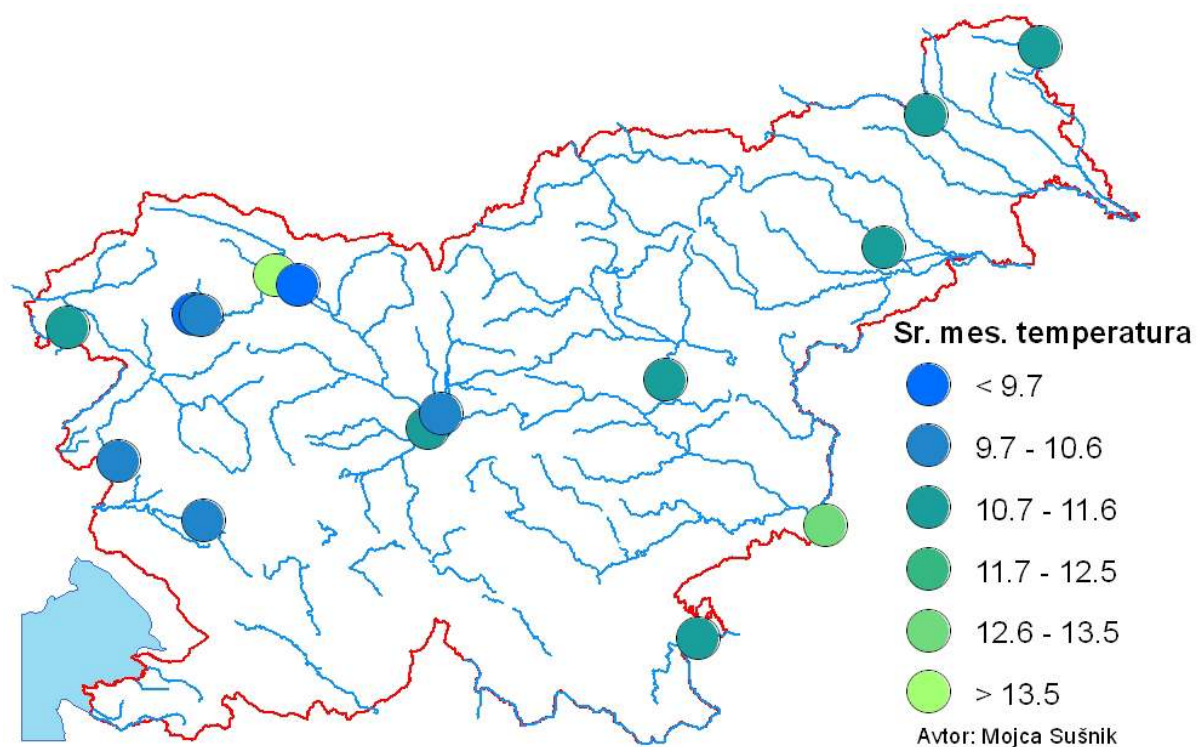 Sr. mes. temperatura
< 9.7
9.7 - 10.6
10.7 - 11.6
11.7 - 12.5
12.6 - 13.5
> 13.5
Avtor: Mojca Sušnik